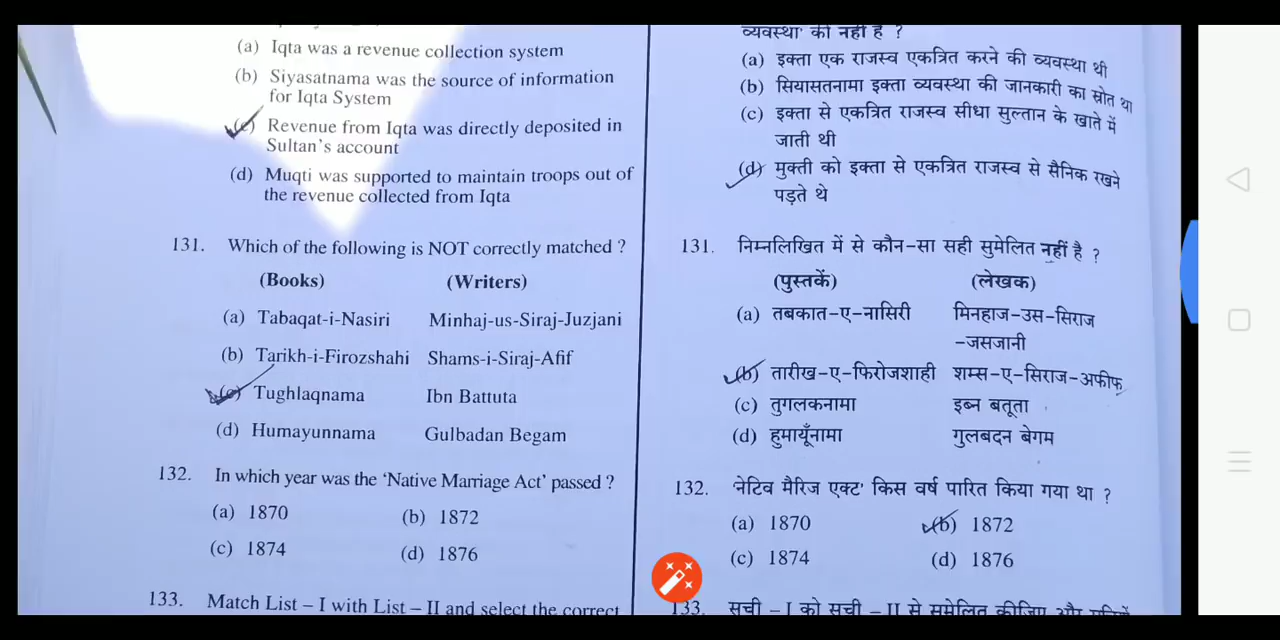 (a) Iqta was a revenue collection system
(b) Siyasatnama was the source of information
for Iqta System
(c) Revenue from Iqta was directly deposited in
Sultan's account
(d) Muqti was supported to maintain troops out of
the revenue collected from Iqta
131. Which of the following is NOT correctly matched ?
(Books) (Writers)
(a) Tabaqat-i-Nasiri Minhaj-us-Siraj-Juzjani
(b) Tarikh-i-Firozshahi Shams-i-Siraj-Afif
(c) Tughlaqnama Ibn Battuta
(d) Humayunnama Gulbadan Begam
132. In which year was the ‘Native Marriage Act’ passed ?
(a) 1870 (b) 1872
(c) 1874 (d) 1876
133. Match List – I with List – II and select the correct
व्यवस्था’ की नहीं है ?
(a) इक्ता एक राजस्व एकत्रित करने की व्यवस्था थी
(b) सियासतनामा इक्ता व्यवस्था की जानकारी का स्रोत था
(c) इक्ता से एकत्रित राजस्व सीधा सुल्तान के खाते में
जाती थी
(d) मुक्ती को इक्ता से एकत्रित राजस्व से सैनिक रखने
पड़ते थे
131. निम्नलिखित में से कौन-सा सही सुमेलित नहीं है ?
(पुस्तकें) (लेखक)
(a) तबकात-ए-नासिरी मिनहाज-उस-सिराज
-जसजानी
(b) तारीख-ए-फिरोजशाही शम्स-ए-सिराज-अफीफ
(c) तुगलकनामा इब्न बतूता
(d) हुमायूँनामा गुलबदन बेगम
132. ‘नेटिव मैरिज एक्ट’ किस वर्ष पारित किया गया था ?
(a) 1870 (b) 1872
(c) 1874 (d) 1876
133. सूची – I को सूची – II से सुमेलित कीजिए और